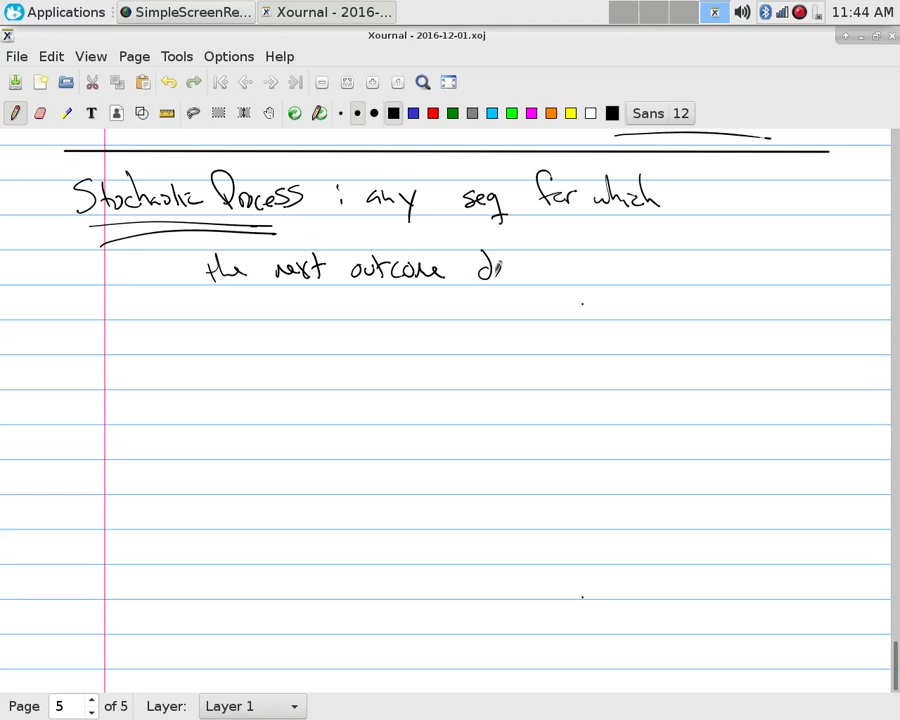 Applications SimpleScreenRe... Xournal - 2016-... 11:44 AM
Xournal - 2016-12-01.xoj
File Edit View Page Tools Options Help
T Sans 12
Stochastic Process : any seq for which
the next outcome d
Page 5 of 5 Layer: Layer 1